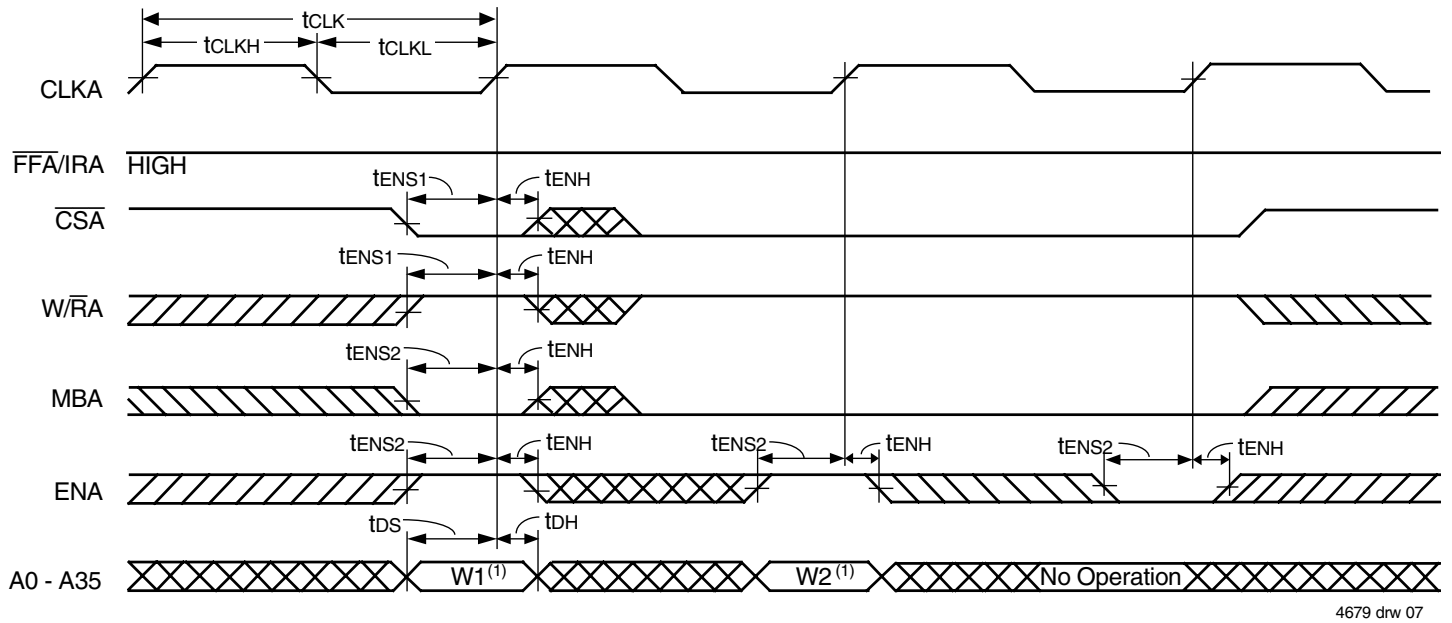 tCLK
tCLKH tCLKL
CLKA
FFA/IRA HIGH
tENS1 tENH
CSA
tENS1 tENH
W/RA
tENS2 tENH
MBA
tENS2 tENH tENS2 tENH tENS2 tENH
ENA
tDS tDH
A0 - A35 W1(1) W2(1) No Operation
4679 drw 07